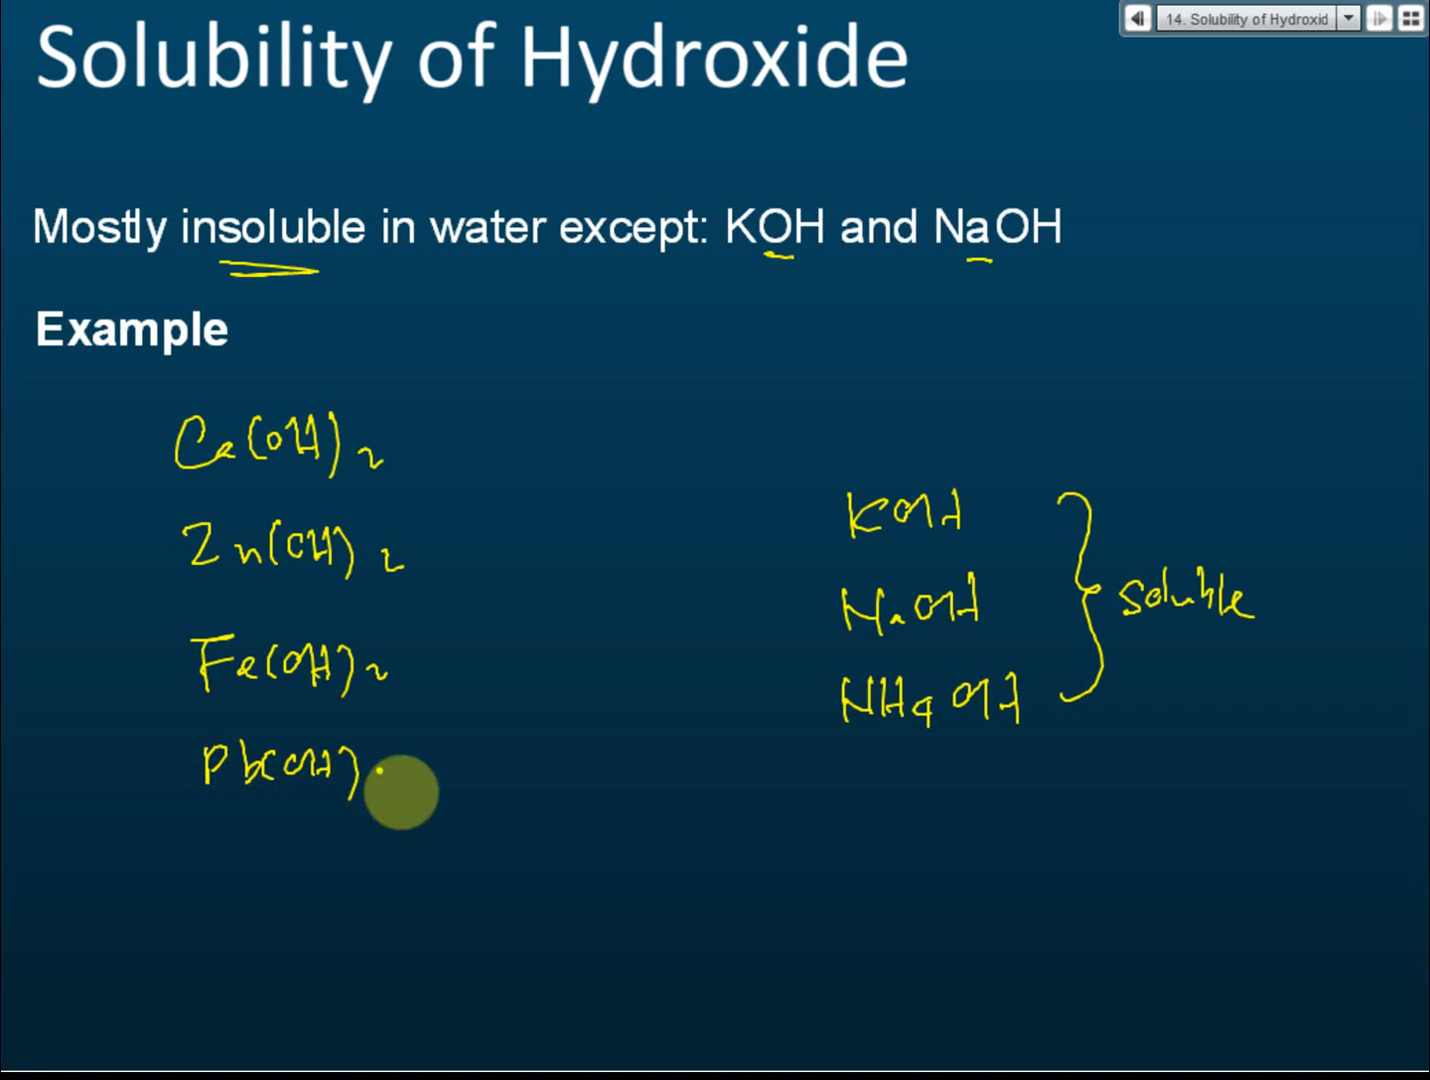 14. Solubility of Hydroxid
Solubility of Hydroxide
Mostly insoluble in water except: KOH and NaOH
Example
Ca(OH)2
Zn(OH)2
Fe(OH)2
Pb(OH)
KOH
NaOH
NH4OH
soluble